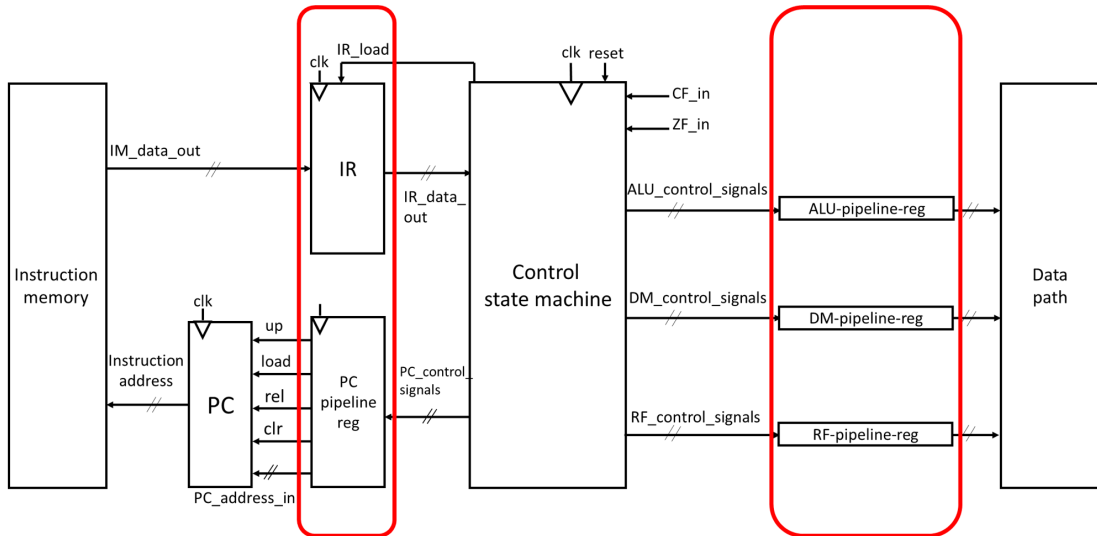 clk
IR_load
clk
reset
CF_in
ZF_in
IM_data_out
IR
IR_data_
out
ALU_control_signals
ALU-pipeline-reg
Instruction
memory
Control
state machine
Data
path
DM_control_signals
DM-pipeline-reg
clk
up
load
rel
clr
Instruction
address
PC
PC
pipeline
reg
PC_control_
signals
PC_address_in
RF_control_signals
RF-pipeline-reg